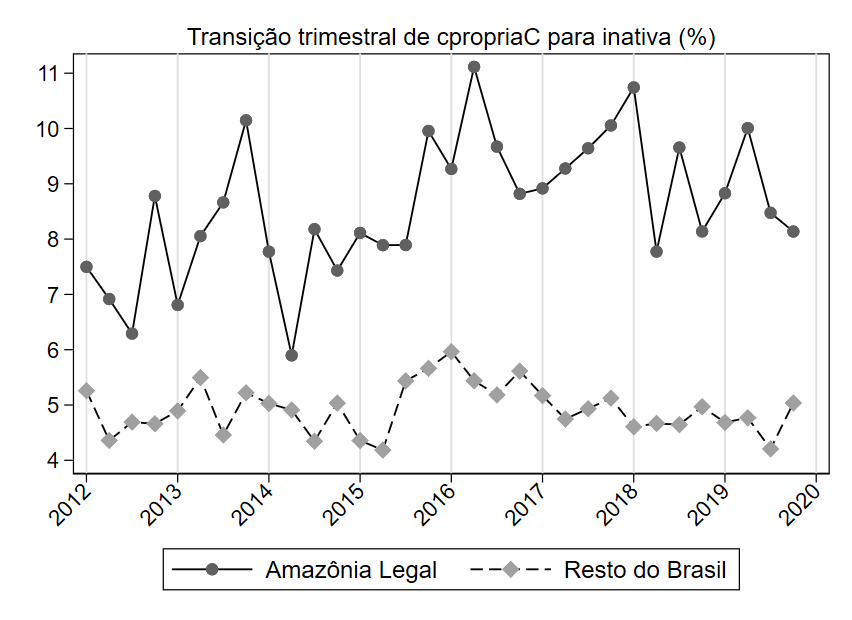 Transição trimestral de cpropriaC para inativa (%)
11
10
9
8
7
6
5
4
2012 2013 2014 2015 2016 2017 2018 2019 2020
Amazônia Legal Resto do Brasil